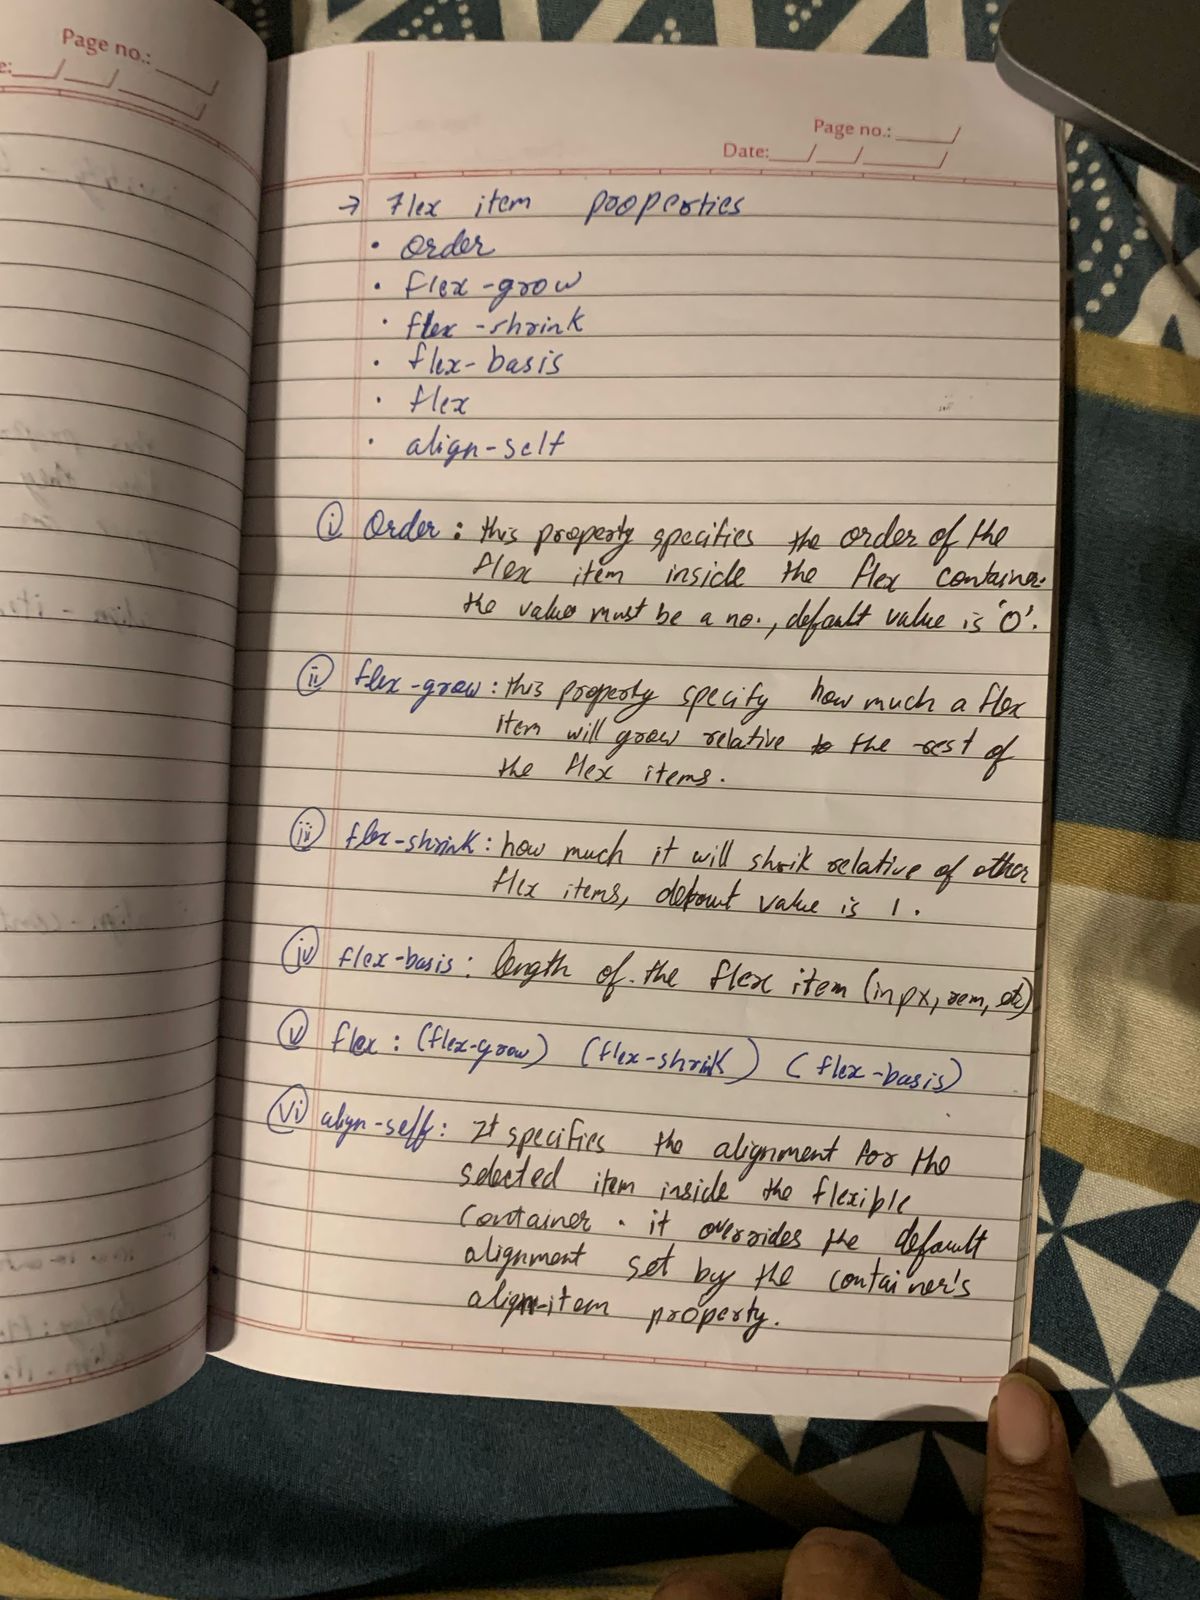 Page no.:
Page no.:
Date:
→ Flex item properties
• order
• flex-grow
• flex-shrink
• flex-basis
• flex
• align-self
(i) Order : this property specifies the order of the
flex item inside the flex container.
the value must be a no., default value is '0'.
(ii) flex-grow : this property specify how much a flex
item will grow relative to the rest of
the flex items.
(iii) flex-shrink : how much it will shrik relative of other
flex items, default value is 1.
(iv) flex-basis : length of the flex item (in px, rem, etc)
(v) flex : (flex-grow) (flex-shrink) (flex-basis)
(vi) align-self : It specifies the alignment for the
selected item inside the flexible
container. it overrides the default
alignment set by the container's
align-item property.